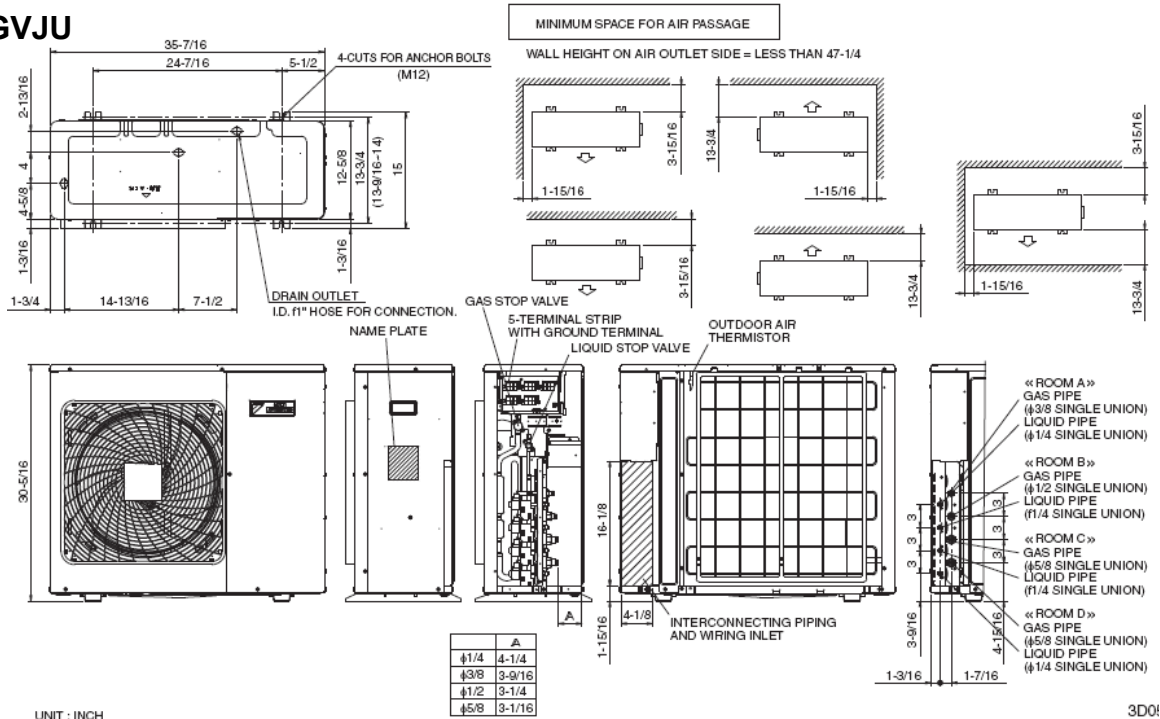 GVJU
MINIMUM SPACE FOR AIR PASSAGE
WALL HEIGHT ON AIR OUTLET SIDE = LESS THAN 47-1/4
35-7/16
24-7/16
5-1/2
4-CUTS FOR ANCHOR BOLTS
(M12)
2-13/16
4
4-5/8
1-3/16
12-5/8
13-3/4
(13-9/16~14)
15
1-3/16
1-3/4
14-13/16
7-1/2
DRAIN OUTLET
I.D. f1" HOSE FOR CONNECTION.
3-15/16
1-15/16
13-3/4
1-15/16
3-15/16
13-3/4
3-15/16
1-15/16
13-3/4
NAME PLATE
GAS STOP VALVE
5-TERMINAL STRIP
WITH GROUND TERMINAL
LIQUID STOP VALVE
OUTDOOR AIR
THERMISTOR
30-5/16
A
16-1/8
4-1/8
1-15/16
INTERCONNECTING PIPING
AND WIRING INLET
3
3
3
3
3
3
3-9/16
4-15/16
1-3/16
1-7/16
«ROOM A»
GAS PIPE
(ϕ3/8 SINGLE UNION)
LIQUID PIPE
(ϕ1/4 SINGLE UNION)
«ROOM B»
GAS PIPE
(ϕ1/2 SINGLE UNION)
LIQUID PIPE
(f1/4 SINGLE UNION)
«ROOM C»
GAS PIPE
(ϕ5/8 SINGLE UNION)
LIQUID PIPE
(f1/4 SINGLE UNION)
«ROOM D»
GAS PIPE
(ϕ5/8 SINGLE UNION)
LIQUID PIPE
(ϕ1/4 SINGLE UNION)
A
ϕ1/4 4-1/4
ϕ3/8 3-9/16
ϕ1/2 3-1/4
ϕ5/8 3-1/16
UNIT : INCH
3D05